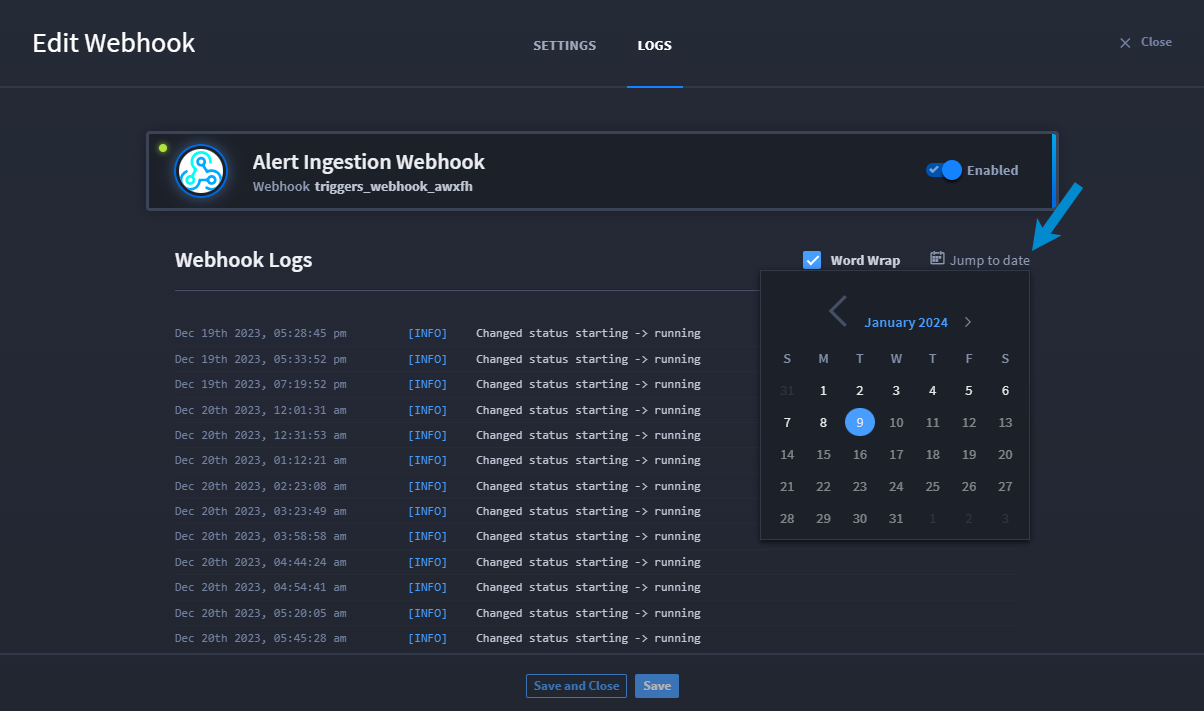 Edit Webhook
SETTINGS LOGS
Close
Alert Ingestion Webhook
Webhook triggers_webhook_awxfh
Enabled
Webhook Logs
Word Wrap
Jump to date
January 2024
S M T W T F S
31 1 2 3 4 5 6
7 8 9 10 11 12 13
14 15 16 17 18 19 20
21 22 23 24 25 26 27
28 29 30 31 1 2 3
Dec 19th 2023, 05:28:45 pm [INFO] Changed status starting -> running
Dec 19th 2023, 05:33:52 pm [INFO] Changed status starting -> running
Dec 19th 2023, 07:19:52 pm [INFO] Changed status starting -> running
Dec 20th 2023, 12:01:31 am [INFO] Changed status starting -> running
Dec 20th 2023, 12:31:53 am [INFO] Changed status starting -> running
Dec 20th 2023, 01:12:21 am [INFO] Changed status starting -> running
Dec 20th 2023, 02:23:08 am [INFO] Changed status starting -> running
Dec 20th 2023, 03:23:49 am [INFO] Changed status starting -> running
Dec 20th 2023, 03:58:58 am [INFO] Changed status starting -> running
Dec 20th 2023, 04:44:24 am [INFO] Changed status starting -> running
Dec 20th 2023, 04:54:41 am [INFO] Changed status starting -> running
Dec 20th 2023, 05:20:05 am [INFO] Changed status starting -> running
Dec 20th 2023, 05:45:28 am [INFO] Changed status starting -> running
Save and Close
Save